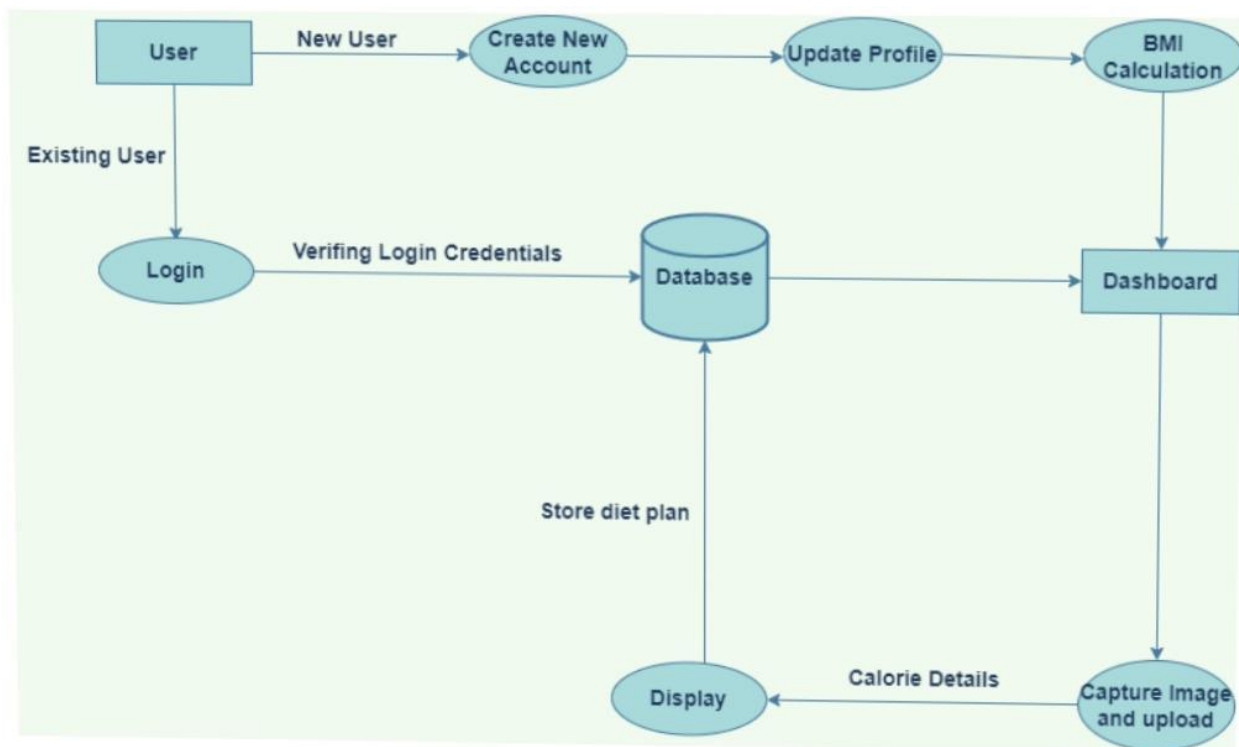 User
New User
Create New
Account
Update Profile
BMI
Calculation
Existing User
Login
Verifing Login Credentials
Database
Dashboard
Store diet plan
Display
Calorie Details
Capture Image
and upload